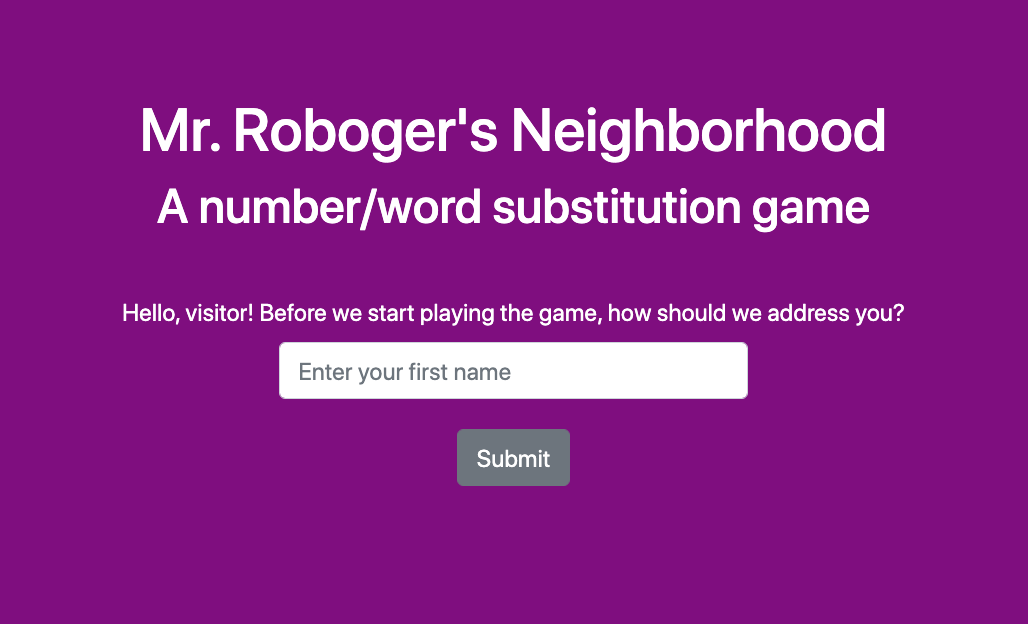 Mr. Roboger's Neighborhood
A number/word substitution game
Hello, visitor! Before we start playing the game, how should we address you?
Enter your first name
Submit